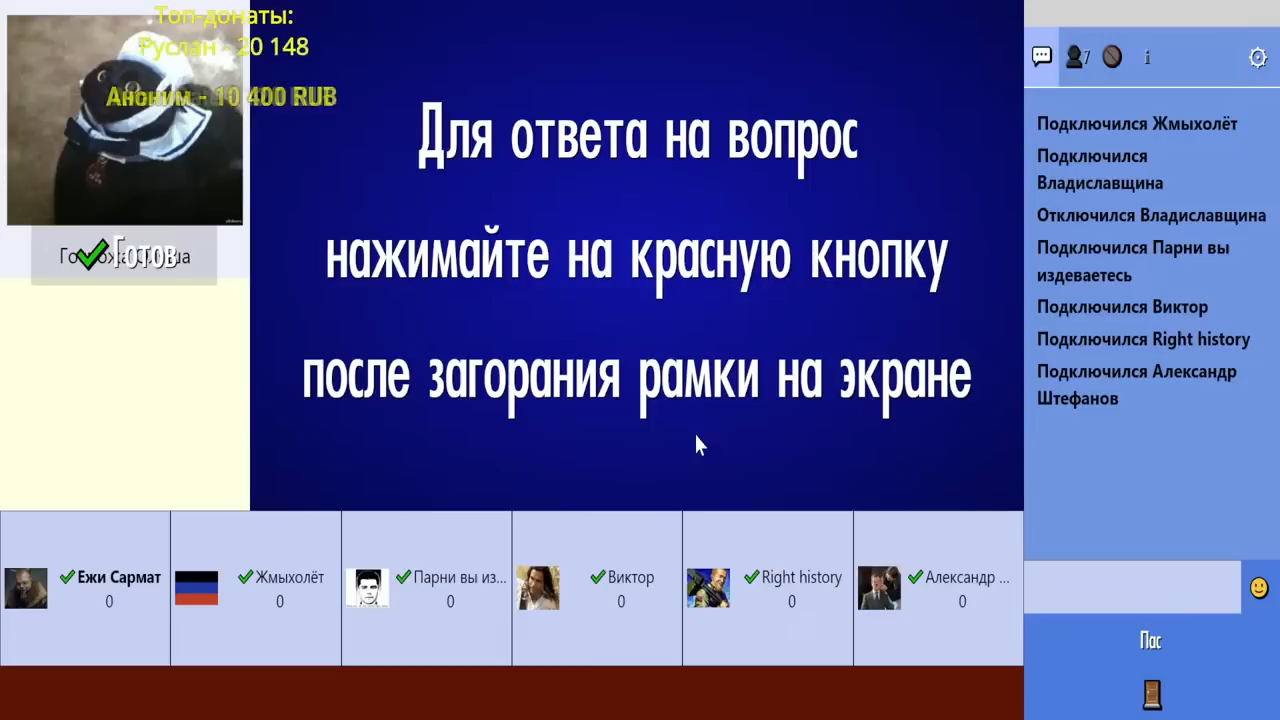 Топ-донаты:
Руслан - 20 148
Аноним - 10 400 RUB
Готов
Для ответа на вопрос
нажимайте на красную кнопку
после загорания рамки на экране
7
i
Подключился Жмыхолёт
Подключился
Владиславщина
Отключился Владиславщина
Подключился Парни вы
издеваетесь
Подключился Виктор
Подключился Right history
Подключился Александр
Штефанов
Ежи Сармат
0
Жмыхолёт
0
Парни вы из...
0
Виктор
0
Right history
0
Александр ...
0
Пас